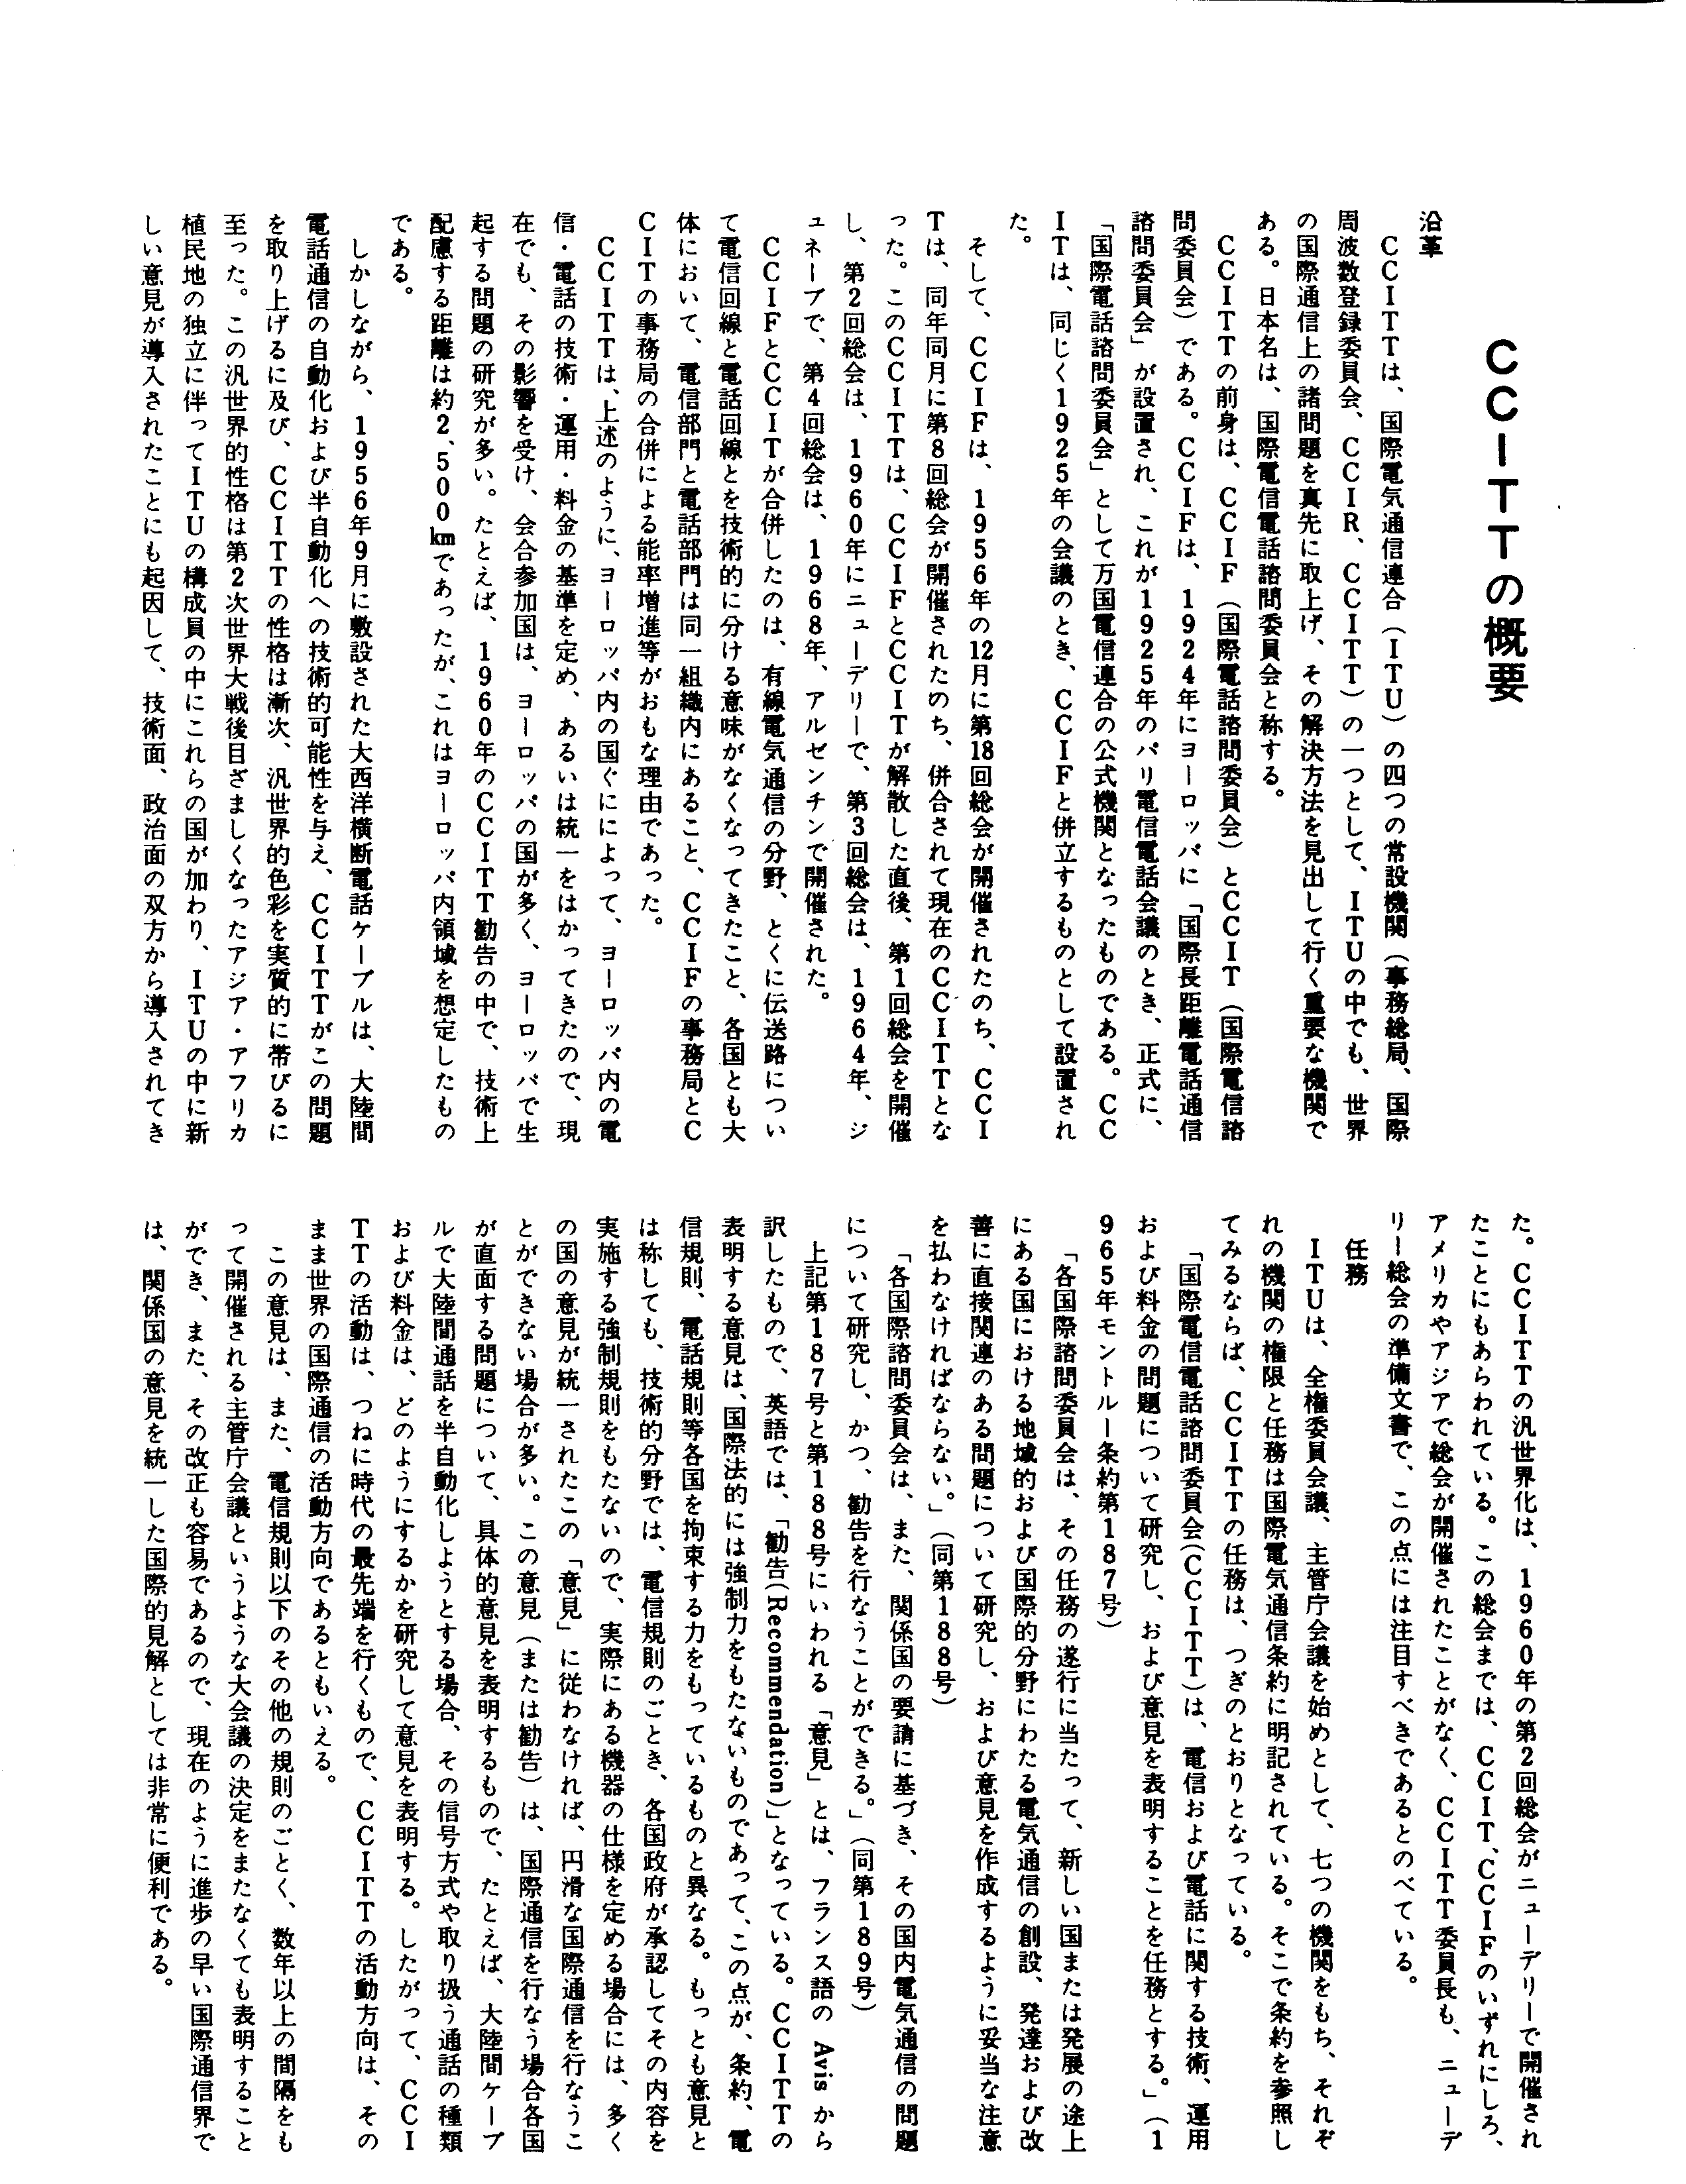 CCITTの概要
沿革
CCITTは、国際電気通信連合（ITU）の四つの常設機関（事務総局、国際
周波数登録委員会、CCIR、CCITT）の一つとして、ITUの中でも、世界
の国際通信上の諸問題を真先に取上げ、その解決方法を見出して行く重要な機関で
ある。日本名は、国際電信電話諮問委員会と称する。
CCITTの前身は、CCIF（国際電話諮問委員会）とCCIT（国際電信諮
問委員会）である。CCIFは、1924年にヨーロッパに「国際長距離電話通信
諮問委員会」が設置され、これが1925年のパリ電信電話会議のとき、正式に、
「国際電話諮問委員会」として万国電信連合の公式機関となったものである。CC
ITは、同じく1925年の会議のとき、CCIFと併立するものとして設置され
た。
そして、CCIFは、1956年の12月に第18回総会が開催されたのち、CCI
Tは、同年同月に第8回総会が開催されたのち、併合されて現在のCCITTとな
った。このCCITTは、CCIFとCCITが解散した直後、第1回総会を開催
し、第2回総会は、1960年にニューデリーで、第3回総会は、1964年、ジ
ュネーブで、第4回総会は、1968年、アルゼンチンで開催された。
CCIFとCCITが合併したのは、有線電気通信の分野、とくに伝送路につい
て電信回線と電話回線とを技術的に分ける意味がなくなってきたこと、各国とも大
体において、電信部門と電話部門は同一組織内にあること、CCIFの事務局とC
CITの事務局の合併による能率増進等がおもな理由であった。
CCITTは、上述のように、ヨーロッパ内の国ぐにによって、ヨーロッパ内の電
信・電話の技術・運用・料金の基準を定め、あるいは統一をはかってきたので、現
在でも、その影響を受け、会合参加国は、ヨーロッパの国が多く、ヨーロッパで生
起する問題の研究が多い。たとえば、1960年のCCITT勧告の中で、技術上
配慮する距離は約2、500kmであったが、これはヨーロッパ内領域を想定したもの
である。
しかしながら、1956年9月に敷設された大西洋横断電話ケーブルは、大陸間
電話通信の自動化および半自動化への技術的可能性を与え、CCITTがこの問題
を取り上げるに及び、CCITTの性格は漸次、汎世界的色彩を実質的に帯びるに
至った。この汎世界的性格は第2次世界大戦後目ざましくなったアジア・アフリカ
植民地の独立に伴ってITUの構成員の中にこれらの国が加わり、ITUの中に新
しい意見が導入されたことにも起因して、技術面、政治面の双方から導入されてき
た。CCITTの汎世界化は、1960年の第2回総会がニューデリーで開催され
たことにもあらわれている。この総会までは、CCIT、CCIFのいずれにしろ、
アメリカやアジアで総会が開催されたことがなく、CCITT委員長も、ニューデ
リー総会の準備文書で、この点には注目すべきであるとのべている。
任務
ITUは、全権委員会議、主管庁会議を始めとして、七つの機関をもち、それぞ
れの機関の権限と任務は国際電気通信条約に明記されている。そこで条約を参照し
てみるならば、CCITTの任務は、つぎのとおりとなっている。
「国際電信電話諮問委員会（CCITT）は、電信および電話に関する技術、運用
および料金の問題について研究し、および意見を表明することを任務とする。」（1
965年モントルー条約第187号）
「各国際諮問委員会は、その任務の遂行に当たって、新しい国または発展の途上
にある国における地域的および国際的分野にわたる電気通信の創設、発達および改
善に直接関連のある問題について研究し、および意見を作成するように妥当な注意
を払わなければならない。」（同第188号）
「各国際諮問委員会は、また、関係国の要請に基づき、その国内電気通信の問題
について研究し、かつ、勧告を行なうことができる。」（同第189号）
上記第187号と第188号にいわれる「意見」とは、フランス語の Avis から
訳したもので、英語では、「勧告（Recommendation）」となっている。CCITTの
表明する意見は、国際法的には強制力をもたないものであって、この点が、条約、電
信規則、電話規則等各国を拘束する力をもっているものと異なる。もっとも意見と
は称しても、技術的分野では、電信規則のごとき、各国政府が承認してその内容を
実施する強制規則をもたないので、実際にある機器の仕様を定める場合には、多く
の国の意見が統一されたこの「意見」に従わなければ、円滑な国際通信を行なうこ
とができない場合が多い。この意見（または勧告）は、国際通信を行なう場合各国
が直面する問題について、具体的意見を表明するもので、たとえば、大陸間ケーブ
ルで大陸間通話を半自動化しようとする場合、その信号方式や取り扱う通話の種類
および料金は、どのようにするかを研究して意見を表明する。したがって、CCI
TTの活動は、つねに時代の最先端を行くもので、CCITTの活動方向は、その
まま世界の国際通信の活動方向であるともいえる。
この意見は、また、電信規則以下のその他の規則のごとく、数年以上の間隔をも
って開催される主管庁会議というような大会議の決定をまたなくても表明すること
ができ、また、その改正も容易であるので、現在のように進歩の早い国際通信界で
は、関係国の意見を統一した国際的見解としては非常に便利である。